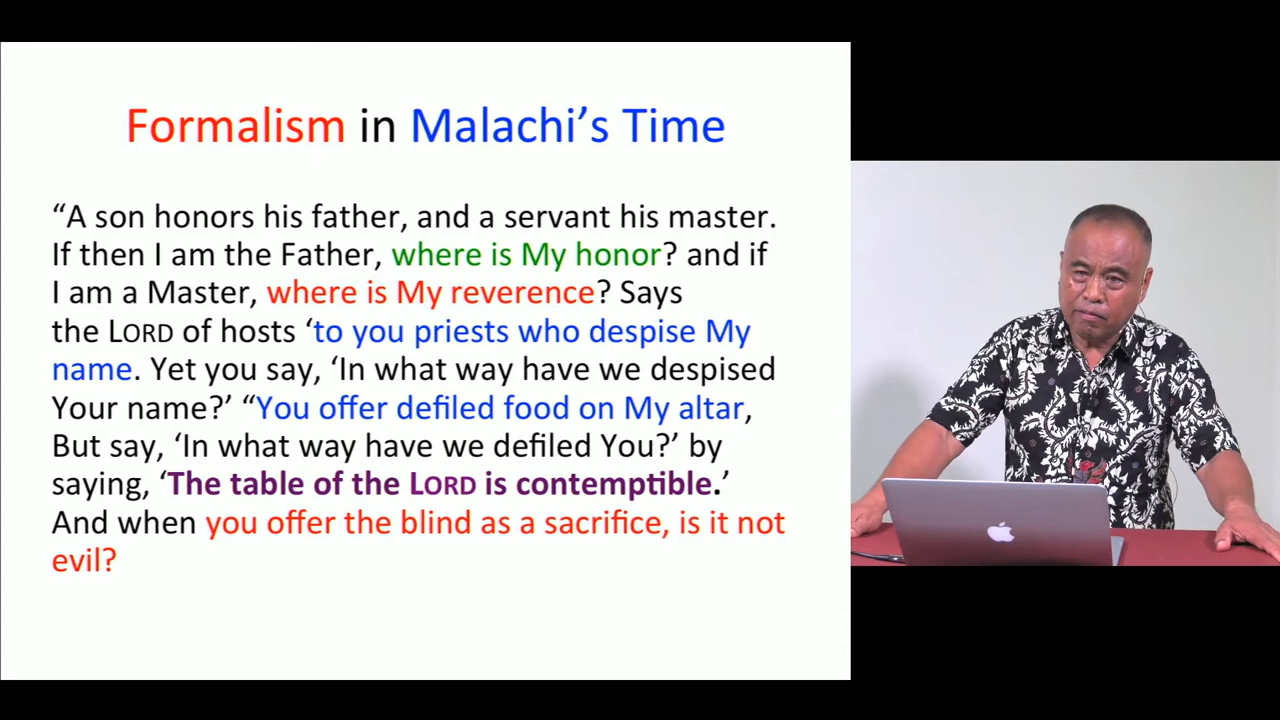 Formalism in Malachi’s Time
“A son honors his father, and a servant his master.
If then I am the Father, where is My honor? and if
I am a Master, where is My reverence? Says
the LORD of hosts ‘to you priests who despise My
name. Yet you say, ‘In what way have we despised
Your name?’ “You offer defiled food on My altar,
But say, ‘In what way have we defiled You?’ by
saying, ‘The table of the LORD is contemptible.’
And when you offer the blind as a sacrifice, is it not
evil?